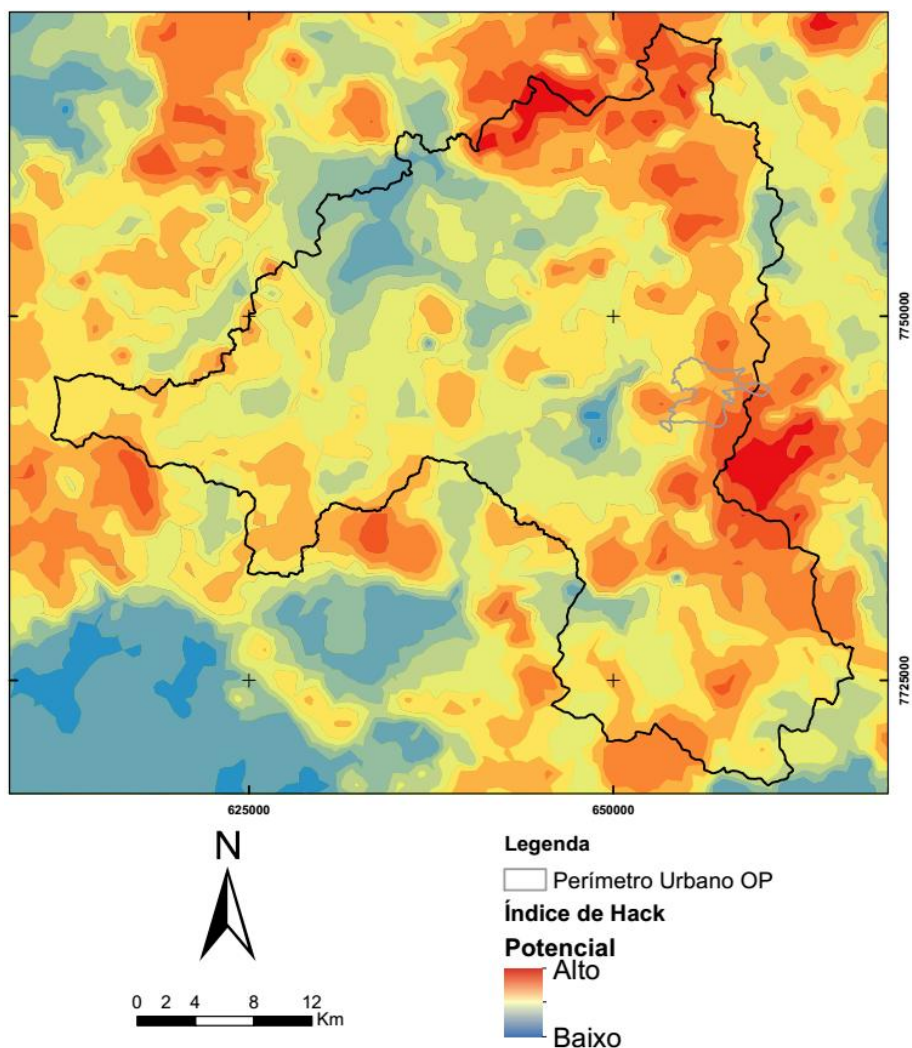 7750000
7725000
625000
650000
N
0 2 4 8 12
Km
Legenda
Perímetro Urbano OP
Índice de Hack
Potencial
Alto
Baixo